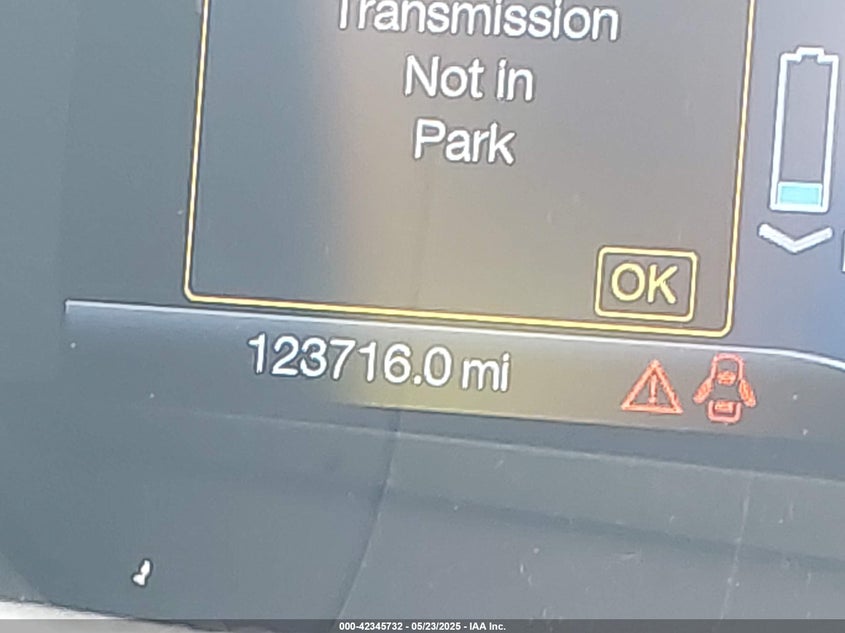 Transmission
Not in
Park
OK
123716.0 mi
000-42345732 - 05/23/2025 - IAA Inc.